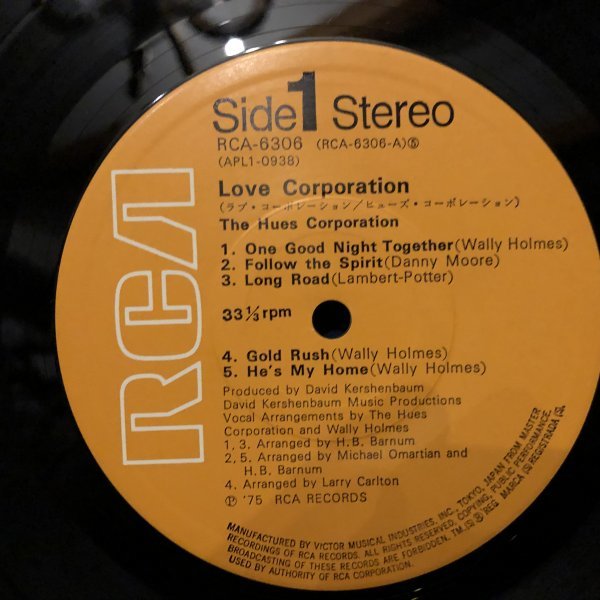 Side 1 Stereo
RCA-6306 (RCA-6306-A)⑤
(APL1-0938)
Love Corporation
(ラブ・コーポレーション/ヒューズ・コーポレーション)
The Hues Corporation
1. One Good Night Together(Wally Holmes)
2. Follow the Spirit(Danny Moore)
3. Long Road(Lambert-Potter)
33⅓rpm
4. Gold Rush(Wally Holmes)
5. He's My Home(Wally Holmes)
Produced by David Kershenbaum
David Kershenbaum Music Productions
Vocal Arrangements by The Hues
Corporation and Wally Holmes
1, 3. Arranged by H.B. Barnum
2, 5. Arranged by Michael Omartian and
H.B. Barnum
4. Arranged by Larry Carlton
Ⓟ '75 RCA RECORDS
RCA
MANUFACTURED BY VICTOR MUSICAL INDUSTRIES, INC., TOKYO, JAPAN FROM MASTER
RECORDINGS OF RCA RECORDS. ALL RIGHTS RESERVED, COPYING, PUBLIC PERFORMANCE,
BROADCASTING OF THESE RECORDS ARE FORBIDDEN. TM.,(S) ® REG. MARCA (S) REGISTRADA (S).
USED BY AUTHORITY OF RCA CORPORATION.